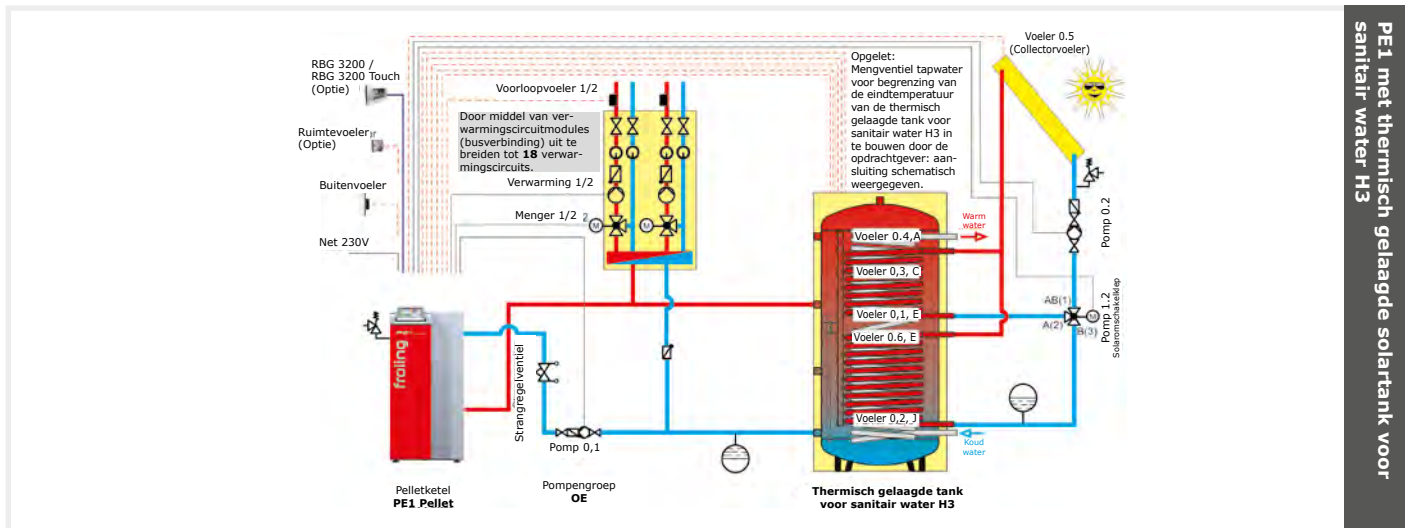 PE1 met thermisch gelaagde solartank voor
sanitair water H3
RBG 3200 /
RBG 3200 Touch
(Optie)
Ruimtevoeler
(Optie)
Buitenvoeler
Net 230V
Voorloopvoeler 1/2
Door middel van ver-
warmingscircuitmodules
(busverbinding) uit te
breiden tot 18 verwar-
mingscircuits.
Verwarming 1/2
Menger 1/2
M
M
Opgelet:
Mengventiel tapwater
voor begrenzing van
de eindtemperatuur
van de thermisch
gelaagde tank voor
sanitair water H3 in
te bouwen door de
opdrachtgever: aan-
sluiting schematisch
weergegeven.
Voeler 0.5
(Collectorvoeler)
Warm
water
Voeler 0.4,A
Voeler 0,3, C
Voeler 0,1, E
Voeler 0.6, E
Voeler 0,2, J
Koud
water
Pomp 0.2
AB(1)
A(2)
B(3)
M
Pomp 1.2
Solaromschakelklep
froling
Strangregelventiel
Pomp 0,1
Pelletketel
PE1 Pellet
Pompengroep
OE
Thermisch gelaagde tank
voor sanitair water H3